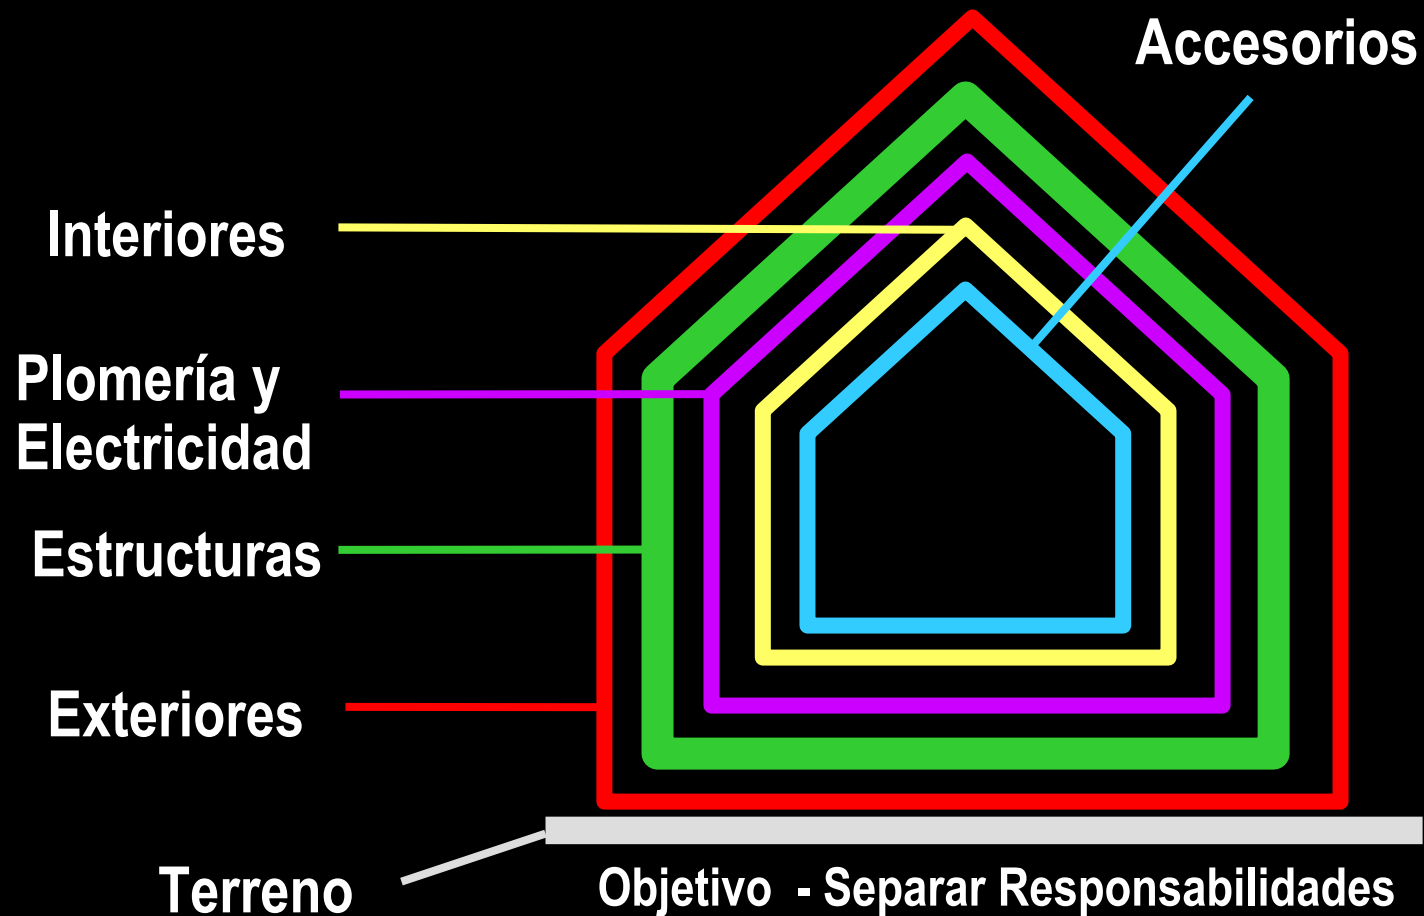 Accesorios
Interiores
Plomería y
Electricidad
Estructuras
Exteriores
Terreno
Objetivo - Separar Responsabilidades